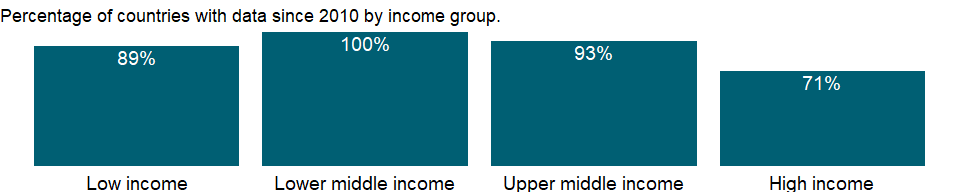 Percentage of countries with data since 2010 by income group.
89%
100%
93%
71%
Low income
Lower middle income
Upper middle income
High income